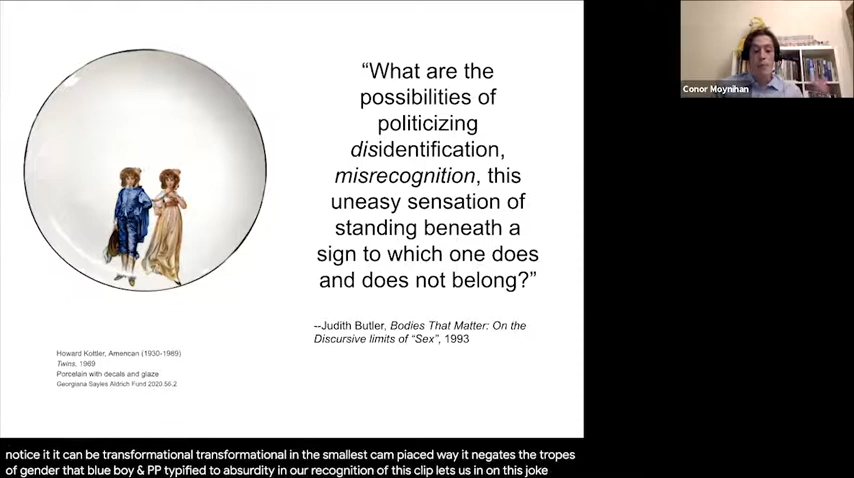 “What are the
possibilities of
politicizing
disidentification,
misrecognition, this
uneasy sensation of
standing beneath a
sign to which one does
and does not belong?”
--Judith Butler, Bodies That Matter: On the
Discursive limits of “Sex”, 1993
Howard Kottler, American (1930-1989)
Twins, 1969
Porcelain with decals and glaze
Georgiana Sayles Aldrich Fund 2020.56.2
Conor Moynihan
notice it it can be transformational transformational in the smallest cam piaced way it negates the tropes
of gender that blue boy & PP typified to absurdity in our recognition of this clip lets us in on this joke